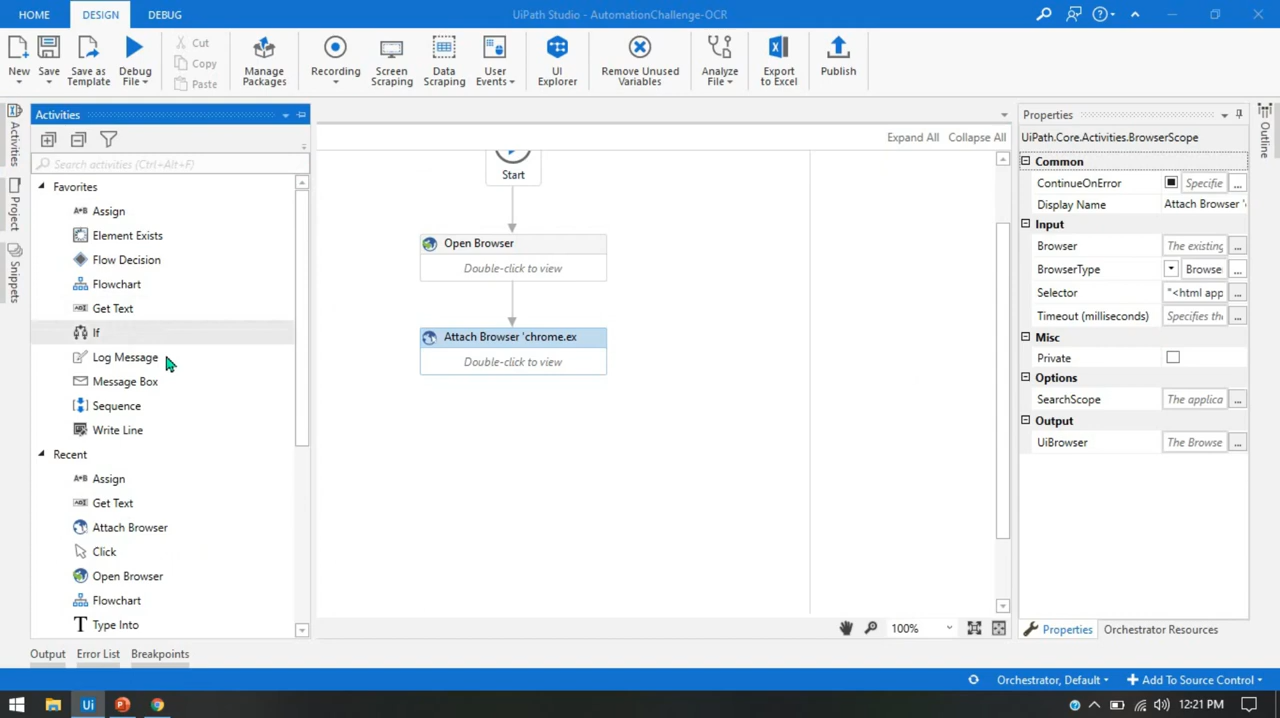 HOME DESIGN DEBUG UiPath Studio - AutomationChallenge-OCR
New Save Save as Template Debug File Cut Copy Paste Manage Packages Recording Screen Scraping Data Scraping User Events UI Explorer Remove Unused Variables Analyze File Export to Excel Publish
Activities
Project
Snippets
Activities
Search activities (Ctrl+Alt+F)
Favorites
A*B Assign
Element Exists
Flow Decision
Flowchart
Get Text
If
Log Message
Message Box
Sequence
Write Line
Recent
A*B Assign
Get Text
Attach Browser
Click
Open Browser
Flowchart
T Type Into
Expand All Collapse All
Start
Open Browser
Double-click to view
Attach Browser 'chrome.ex
Double-click to view
100%
Properties
UiPath.Core.Activities.BrowserScope
Common
ContinueOnError Specifie ...
Display Name Attach Browser '
Input
Browser The existing ...
BrowserType Browse ...
Selector "<html app ...
Timeout (milliseconds) Specifies the ...
Misc
Private
Options
SearchScope The applica ...
Output
UiBrowser The Browse ...
Properties Orchestrator Resources
Outline
Output Error List Breakpoints
Orchestrator, Default Add To Source Control
Ui P 12:21 PM